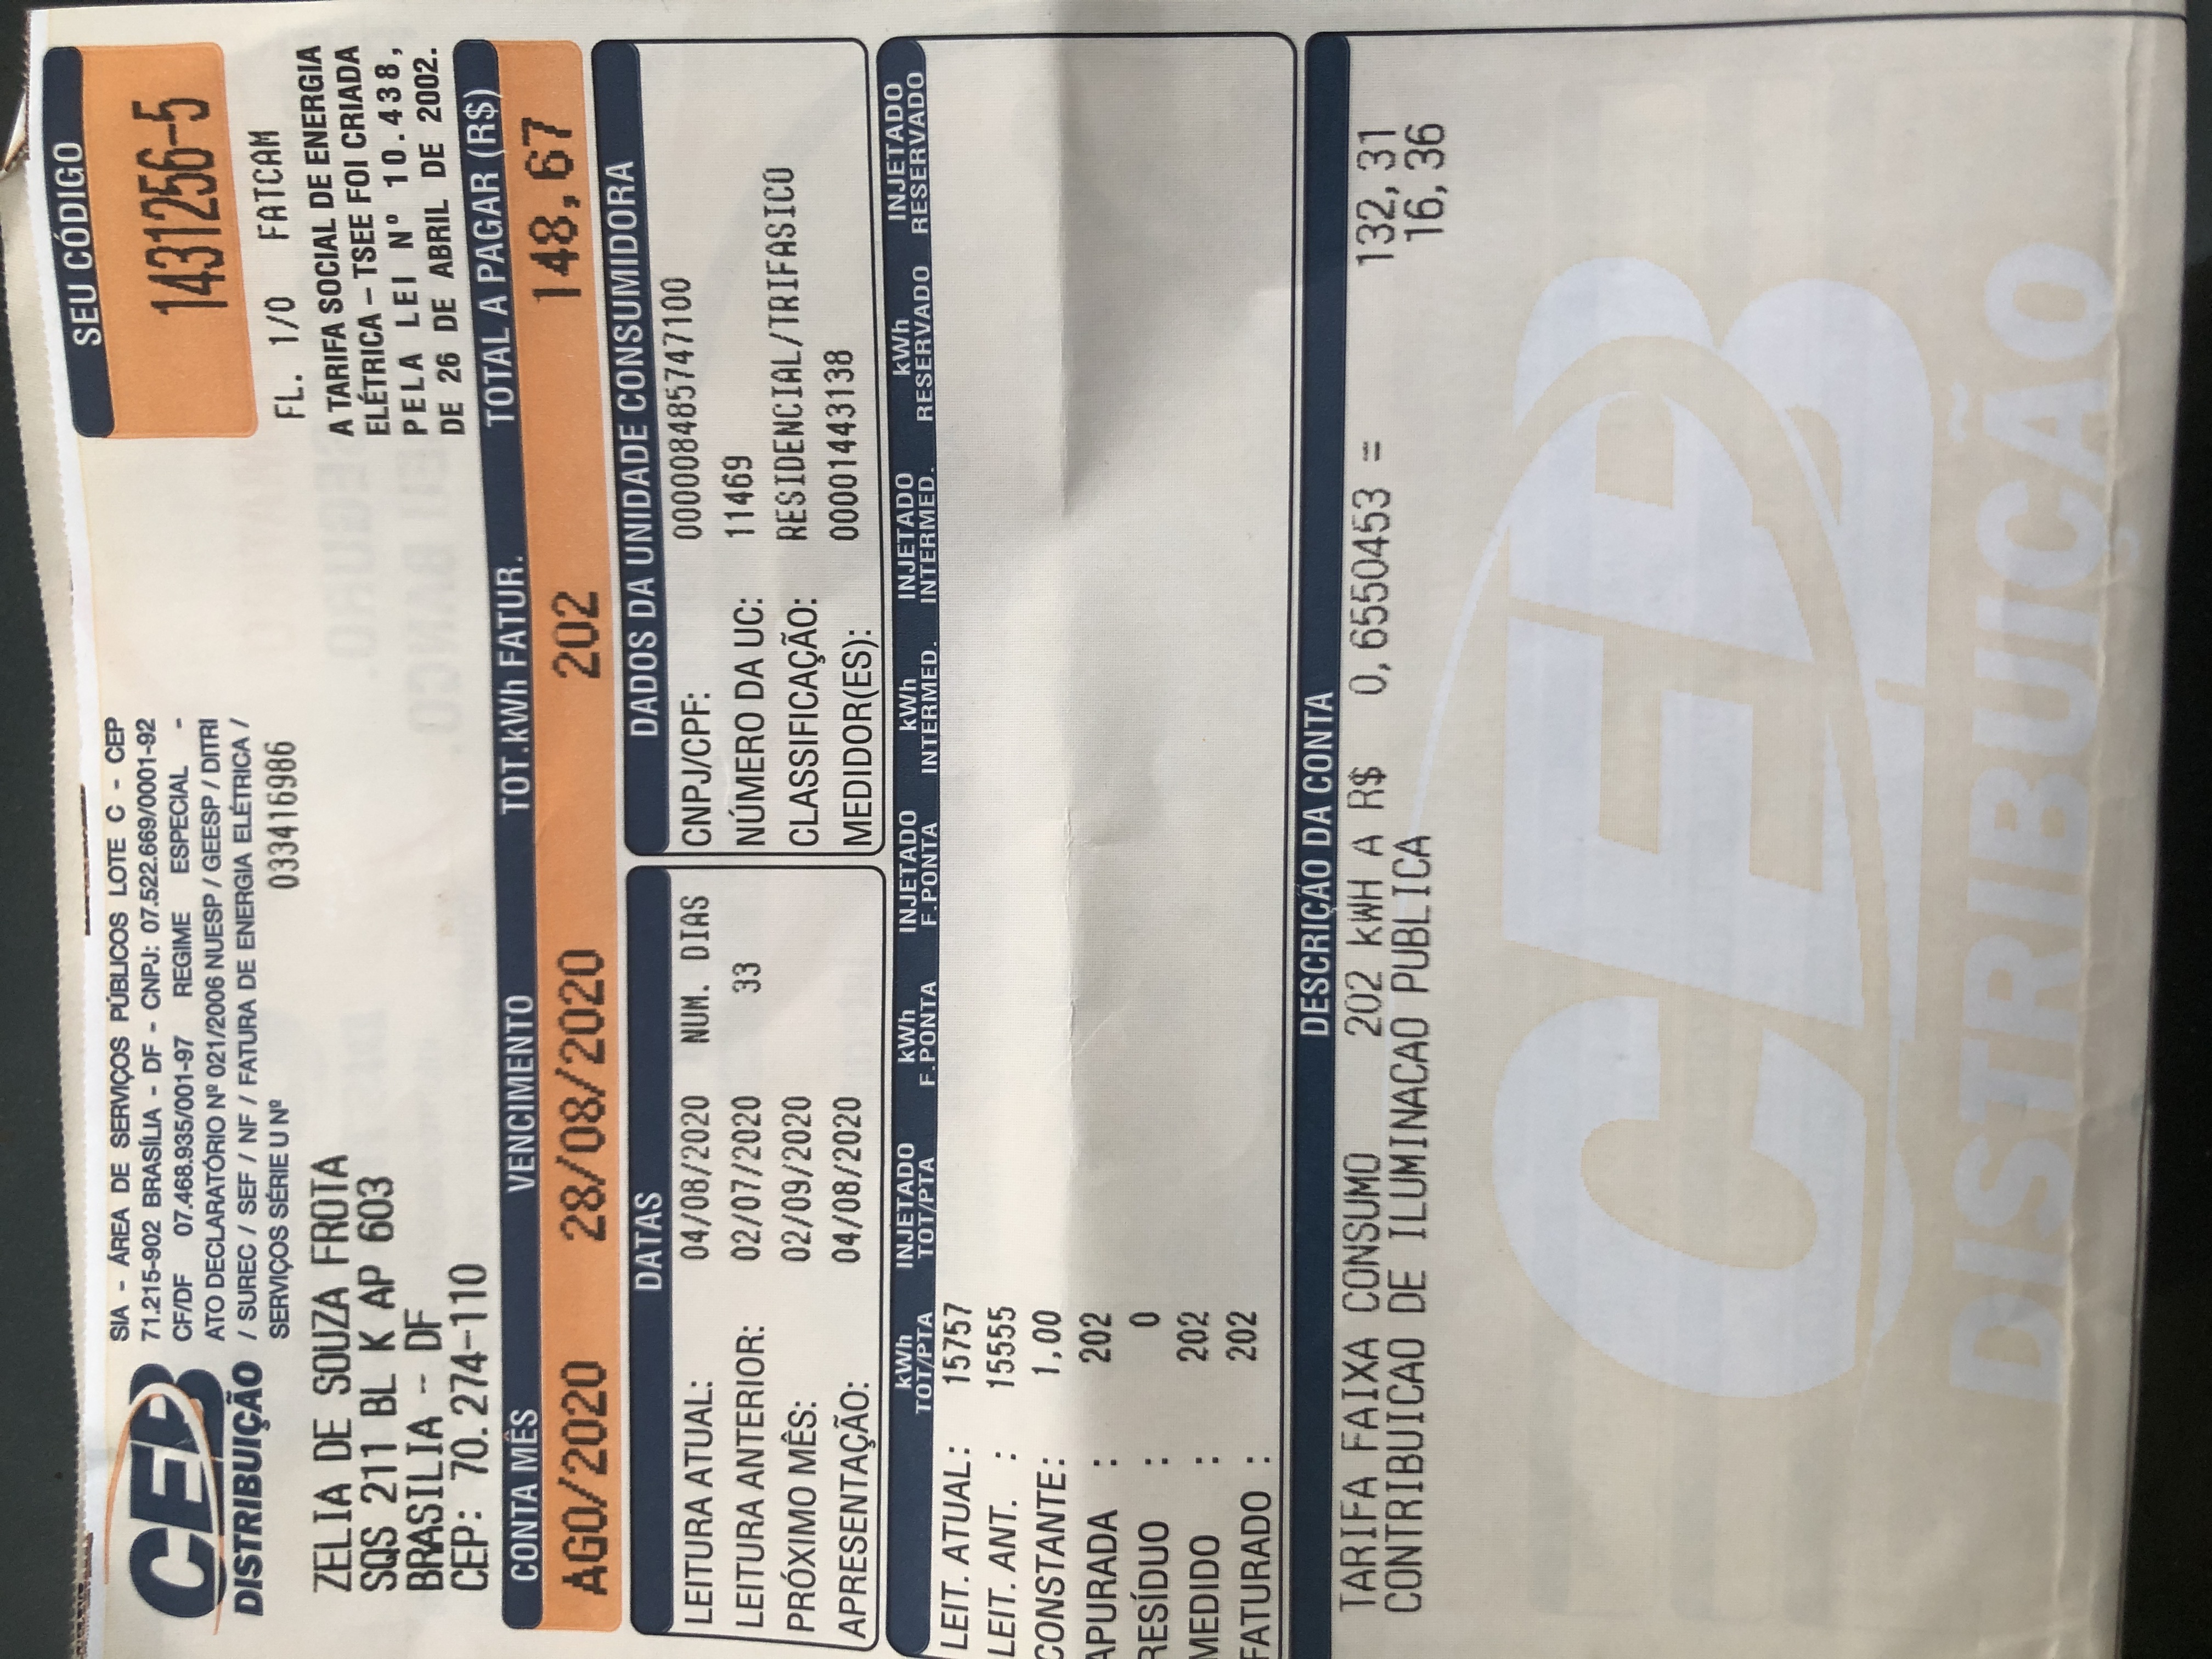 CEB
DISTRIBUIÇÃO
SIA - ÁREA DE SERVIÇOS PÚBLICOS LOTE C - CEP
71.215-902 BRASÍLIA - DF - CNPJ: 07.522.669/0001-92
CF/DF 07.468.935/001-97 REGIME ESPECIAL -
ATO DECLARATÓRIO Nº 021/2006 NUESP / GEESP / DITRI
/ SUREC / SEF / NF / FATURA DE ENERGIA ELÉTRICA /
SERVIÇOS SÉRIE U Nº 033416986
SEU CÓDIGO
1431256-5
FL. 1/0 FATCAM
A TARIFA SOCIAL DE ENERGIA
ELÉTRICA – TSEE FOI CRIADA
PELA LEI Nº 10.438,
DE 26 DE ABRIL DE 2002.
ZELIA DE SOUZA FROTA
SQS 211 BL K AP 603
BRASILIA - DF
CEP: 70.274-110
CONTA MÊS VENCIMENTO TOT.kWh FATUR. TOTAL A PAGAR (R$)
AGO/2020 28/08/2020 202 148,67
DATAS
LEITURA ATUAL: 04/08/2020 NUM. DIAS
LEITURA ANTERIOR: 02/07/2020 33
PRÓXIMO MÊS: 02/09/2020
APRESENTAÇÃO: 04/08/2020
DADOS DA UNIDADE CONSUMIDORA
CNPJ/CPF: 000008485747100
NÚMERO DA UC: 11469
CLASSIFICAÇÃO: RESIDENCIAL/TRIFASICO
MEDIDOR(ES): 00001443138
kWh INJETADO kWh INJETADO kWh INJETADO kWh INJETADO
TOT/PTA TOT/PTA F.PONTA F.PONTA INTERMED. INTERMED. RESERVADO RESERVADO
LEIT. ATUAL: 15757
LEIT. ANT. : 15555
CONSTANTE: 1,00
APURADA : 202
RESÍDUO : 0
MEDIDO : 202
FATURADO : 202
DESCRIÇÃO DA CONTA
TARIFA FAIXA CONSUMO 202 kWH A R$ 0,6550453 = 132,31
CONTRIBUICAO DE ILUMINACAO PUBLICA 16,36
CEB
DISTRIBUIÇÃO